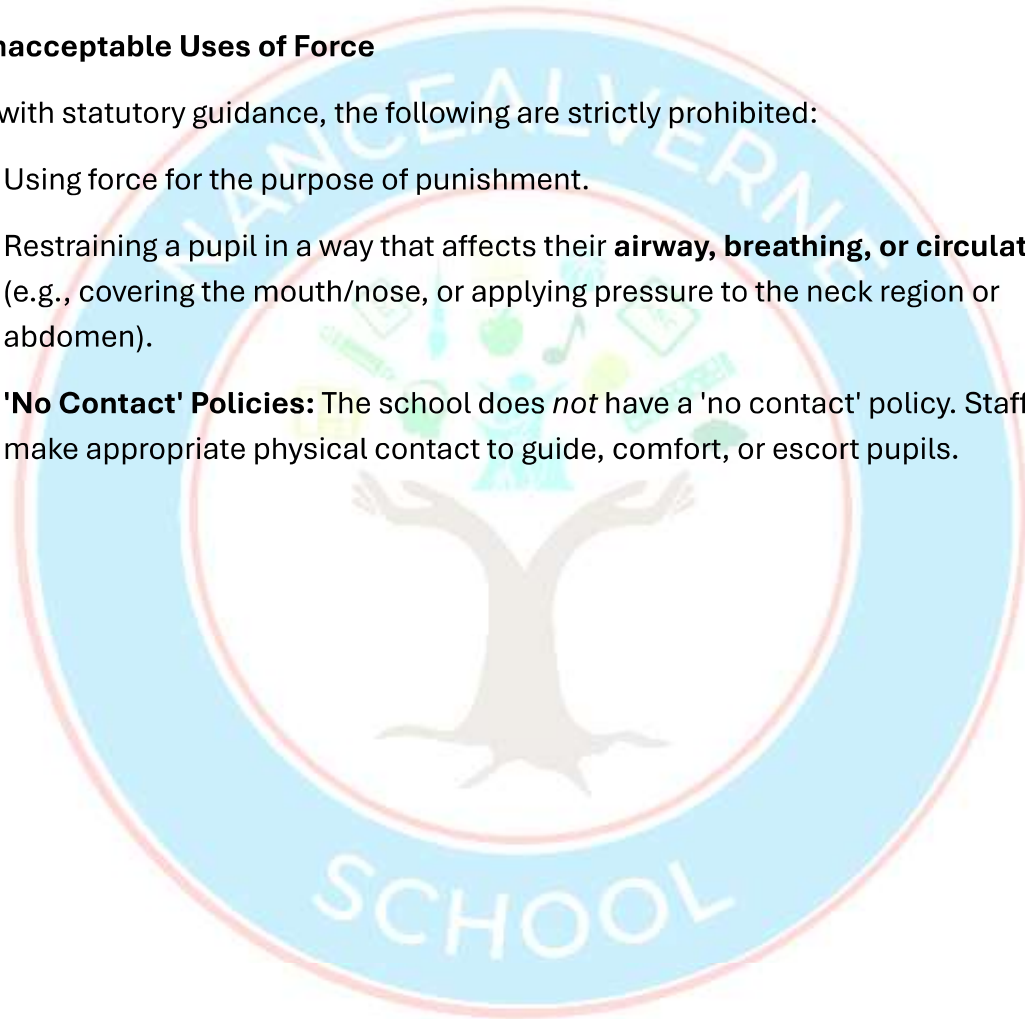 nacceptable Uses of Force
with statutory guidance, the following are strictly prohibited:
Using force for the purpose of punishment.
Restraining a pupil in a way that affects their airway, breathing, or circulat
(e.g., covering the mouth/nose, or applying pressure to the neck region or
abdomen).
'No Contact' Policies: The school does not have a 'no contact' policy. Staff
make appropriate physical contact to guide, comfort, or escort pupils.
NANCEALVERNE
SCHOOL